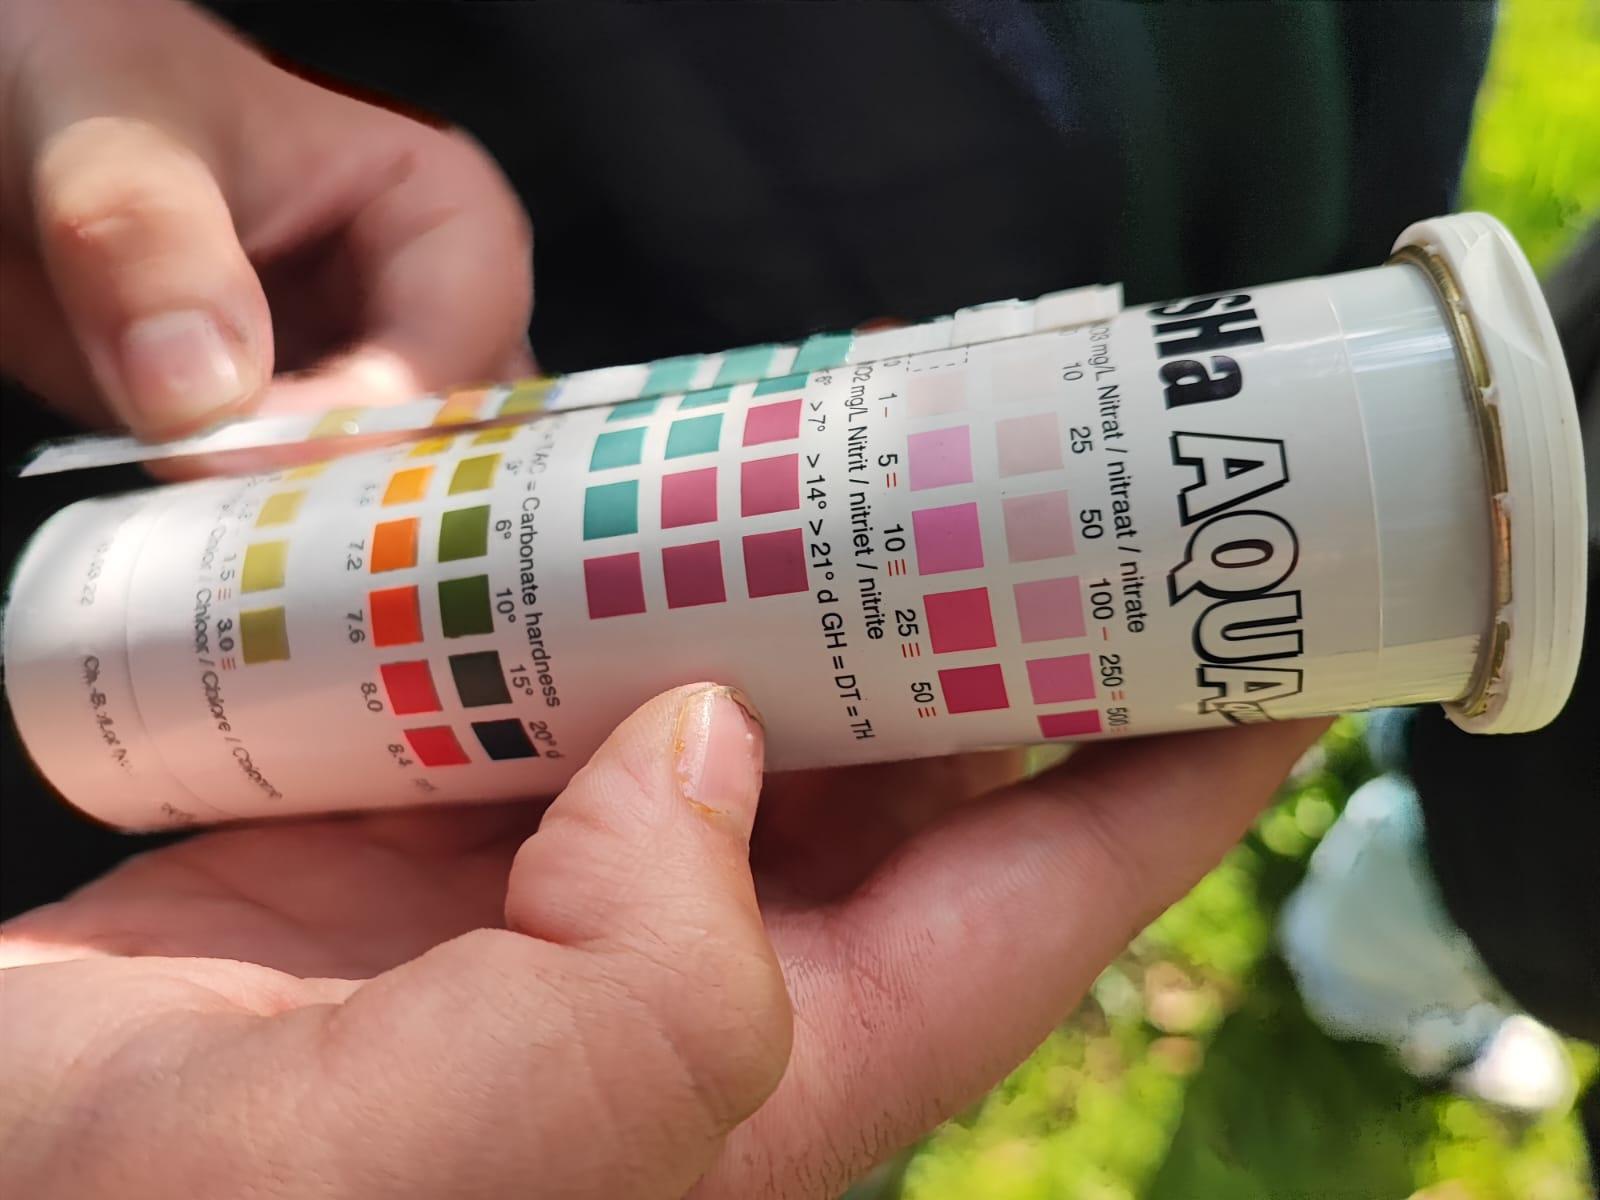 SHa AQUA
mg/L Nitrat / nitraat / nitrate
10 25 50 100 - 250 = 500 =
mg/L Nitrit / nitriet / nitrite
1 - 5 = 10 = 25 = 50 =
>7° >14° >21° d GH = DT = TH
= Carbonate hardness
3° 6° 10° 15° 20° d
7.2 7.6 8.0 8.4
1.5 = 3.0 =
Chlor / Chloor / Chlore / Chlorine